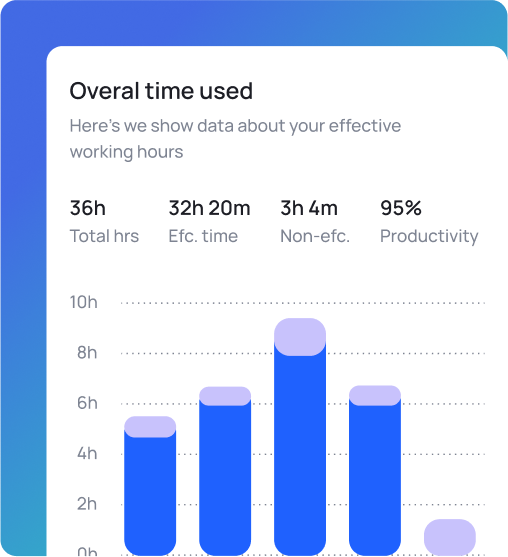 Overal time used
Here's we show data about your effective
working hours
36h 32h 20m 3h 4m 95%
Total hrs Efc. time Non-efc. Productivity
10h
8h
6h
4h
2h
0h